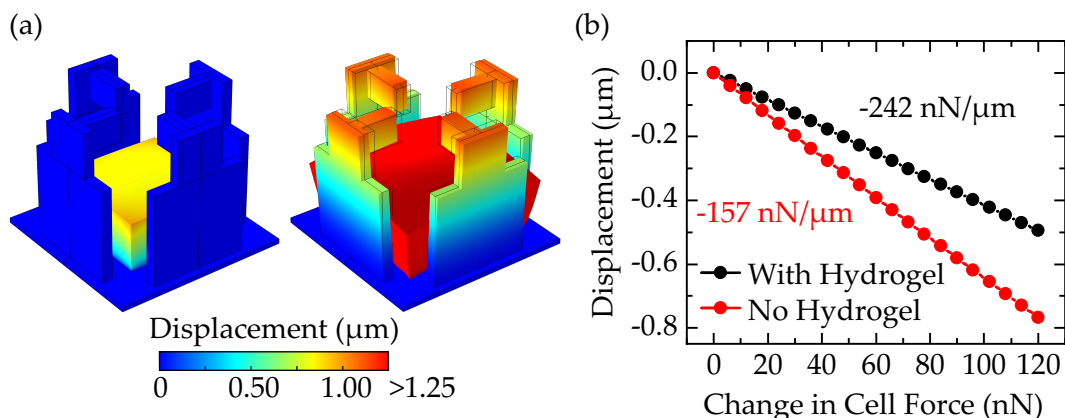 (a)
Displacement (µm)
0 0.50 1.00 >1.25
(b)
Displacement (µm)
0.0
-0.2
-0.4
-0.6
-0.8
-242 nN/µm
-157 nN/µm
With Hydrogel
No Hydrogel
0 20 40 60 80 100 120
Change in Cell Force (nN)